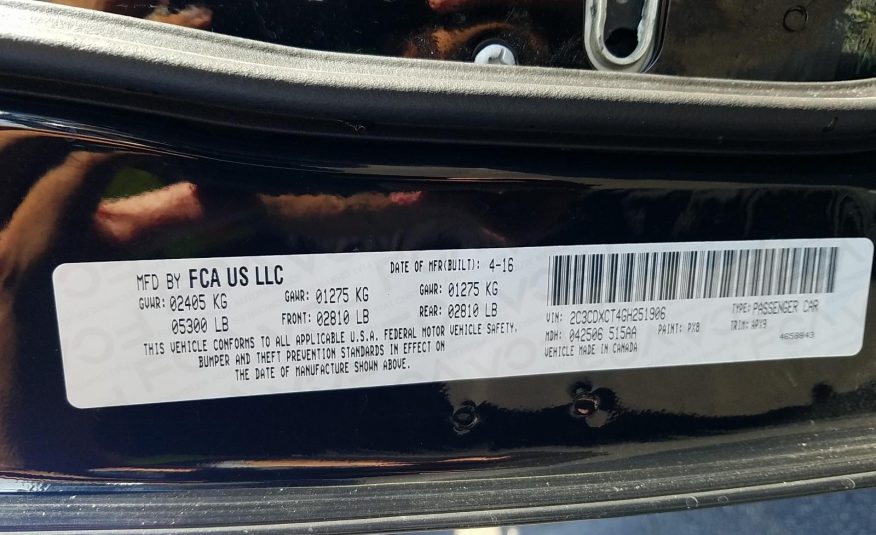 MFD BY FCA US LLC
DATE OF MFR(BUILT): 4-16
GVWR: 02405 KG
05300 LB
GAWR: 01275 KG
FRONT: 02810 LB
GAWR: 01275 KG
REAR: 02810 LB
THIS VEHICLE CONFORMS TO ALL APPLICABLE U.S.A. FEDERAL MOTOR VEHICLE SAFETY,
BUMPER AND THEFT PREVENTION STANDARDS IN EFFECT ON
THE DATE OF MANUFACTURE SHOWN ABOVE.
VIN: 2C3CDXCT4GH251906
TYPE: PASSENGER CAR
MDH: 042506 515AA
PAINT: PX8
TRIM: APX9
VEHICLE MADE IN CANADA
4658843